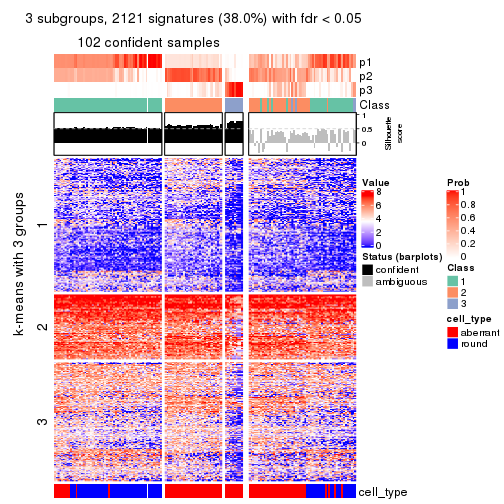 3 subgroups, 2121 signatures (38.0%) with fdr < 0.05
102 confident samples
p1
p2
p3
Class
1
0.5
0
Silhouette
score
k-means with 3 groups
1
2
3
cell_type
Value
8
6
4
2
0
Status (barplots)
confident
ambiguous
Prob
1
0.8
0.6
0.4
0.2
0
Class
1
2
3
cell_type
aberrant
round